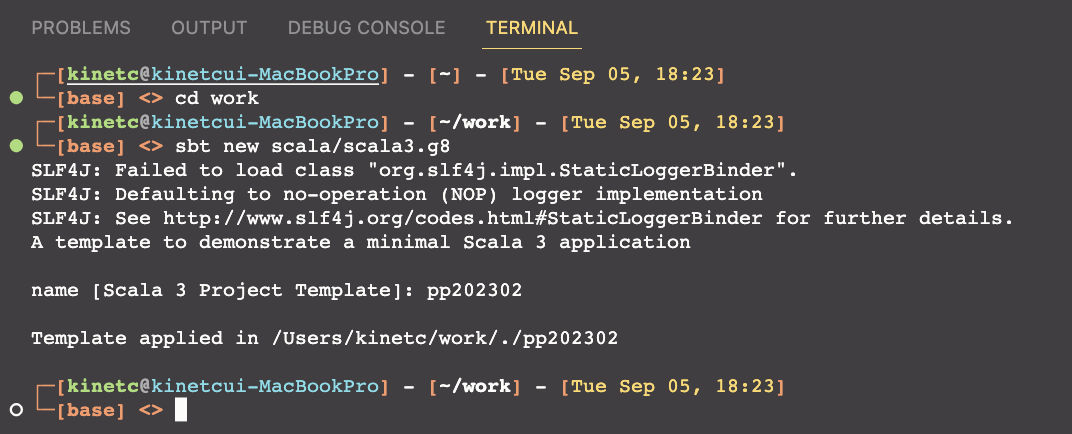 PROBLEMS OUTPUT DEBUG CONSOLE TERMINAL
┌─[kinetc@kinetcui-MacBookPro] - [~] - [Tue Sep 05, 18:23]
└─[base] <> cd work
┌─[kinetc@kinetcui-MacBookPro] - [~/work] - [Tue Sep 05, 18:23]
└─[base] <> sbt new scala/scala3.g8
SLF4J: Failed to load class "org.slf4j.impl.StaticLoggerBinder".
SLF4J: Defaulting to no-operation (NOP) logger implementation
SLF4J: See http://www.slf4j.org/codes.html#StaticLoggerBinder for further details.
A template to demonstrate a minimal Scala 3 application
name [Scala 3 Project Template]: pp202302
Template applied in /Users/kinetc/work/./pp202302
┌─[kinetc@kinetcui-MacBookPro] - [~/work] - [Tue Sep 05, 18:23]
└─[base] <>